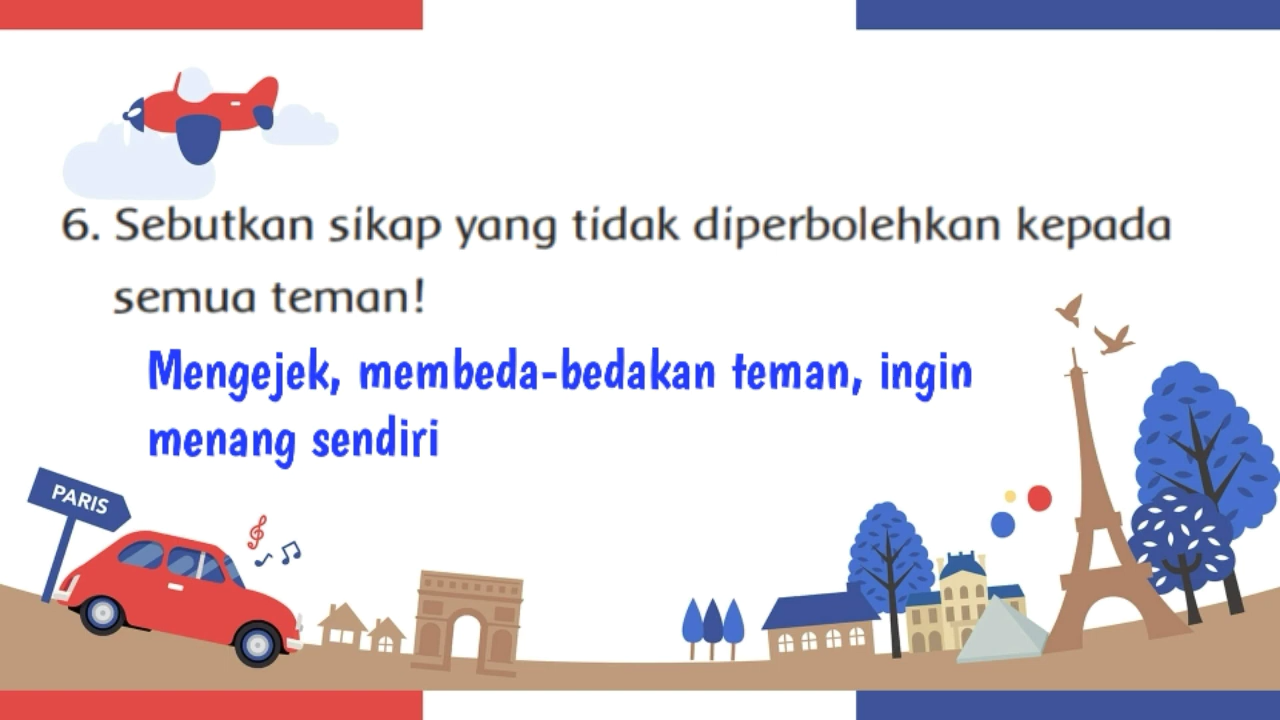 6. Sebutkan sikap yang tidak diperbolehkan kepada
semua teman!
Mengejek, membeda-bedakan teman, ingin
menang sendiri
PARIS